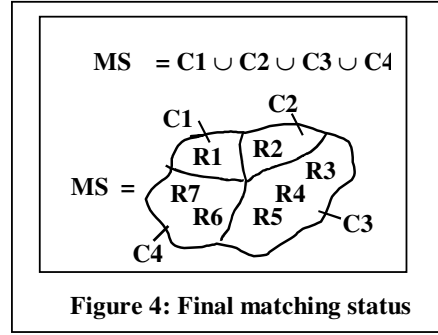 MS = C1 ∪ C2 ∪ C3 ∪ C4
C1
C2
R1
R2
R3
MS =
R7
R4
R6
R5
C4
C3
Figure 4: Final matching status